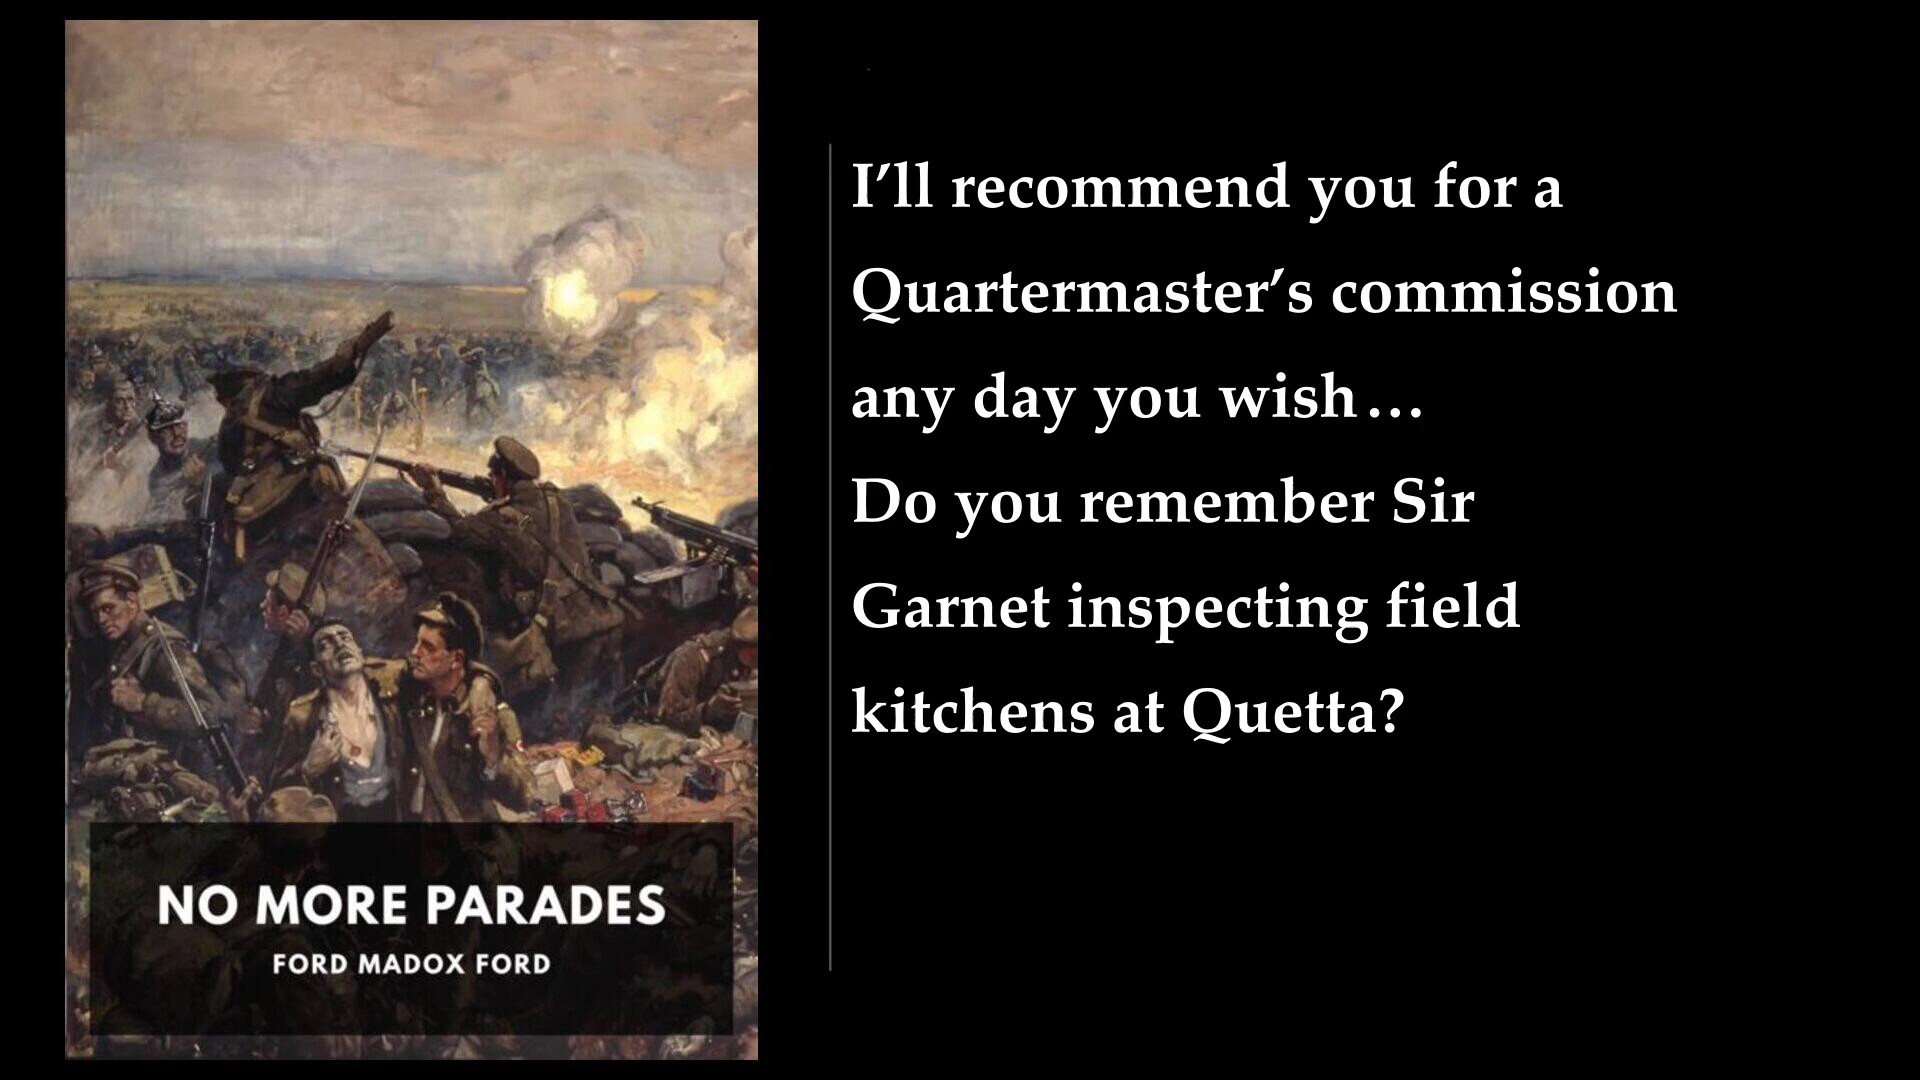 I’ll recommend you for a
Quartermaster’s commission
any day you wish…
Do you remember Sir
Garnet inspecting field
kitchens at Quetta?
NO MORE PARADES
FORD MADOX FORD